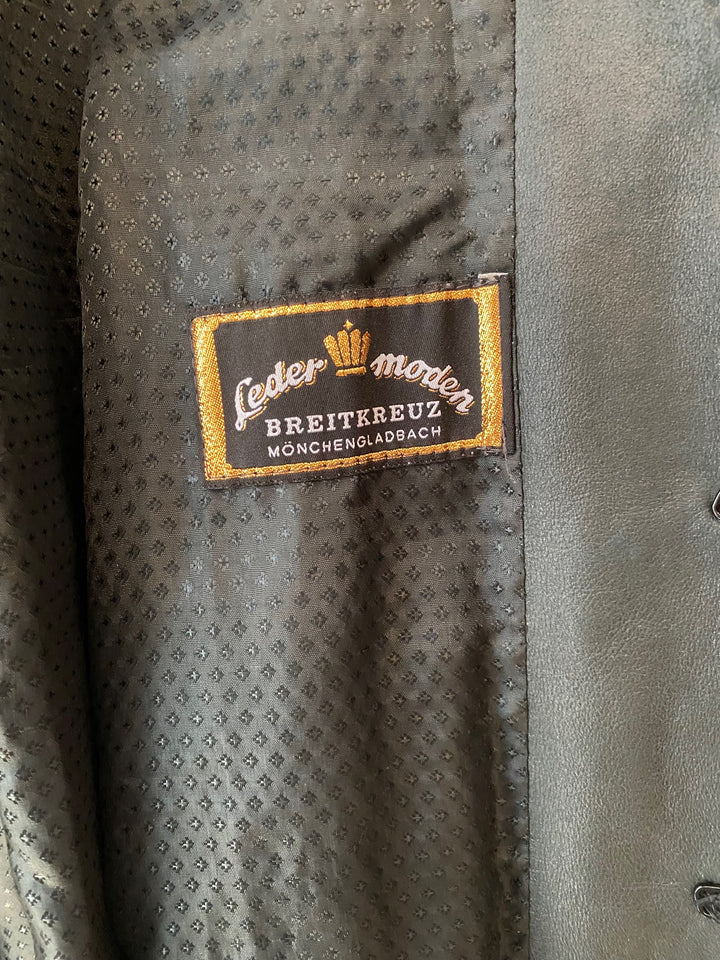 Leder moden
BREITKREUZ
MÖNCHENGLADBACH